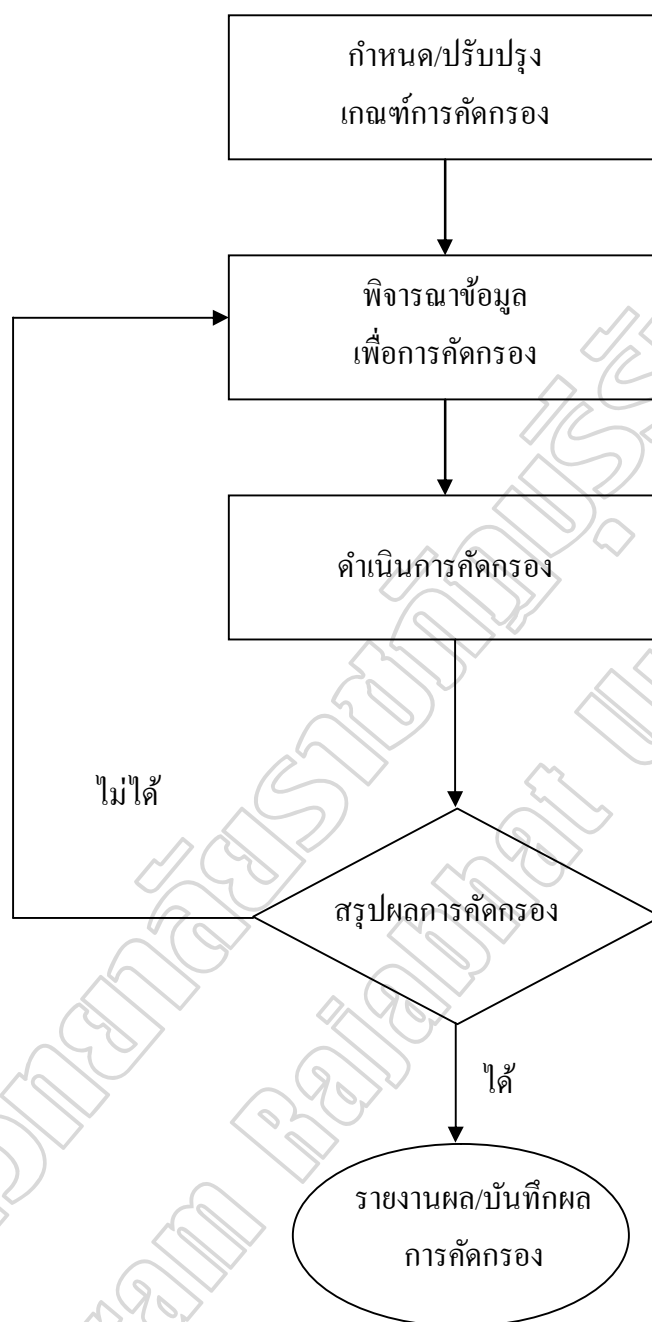 กำหนด/ปรับปรุง
เกณฑ์การคัดกรอง
พิจารณาข้อมูล
เพื่อการคัดกรอง
ดำเนินการคัดกรอง
ไม่ได้
สรุปผลการคัดกรอง
ได้
รายงานผล/บันทึกผล
การคัดกรอง